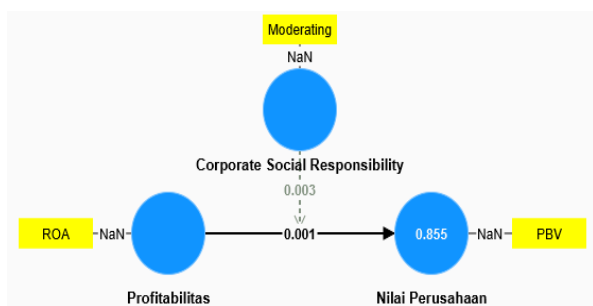 Moderating
NaN
Corporate Social Responsibility
0.003
ROA
NaN
0.001
0.855
NaN
PBV
Profitabilitas
Nilai Perusahaan